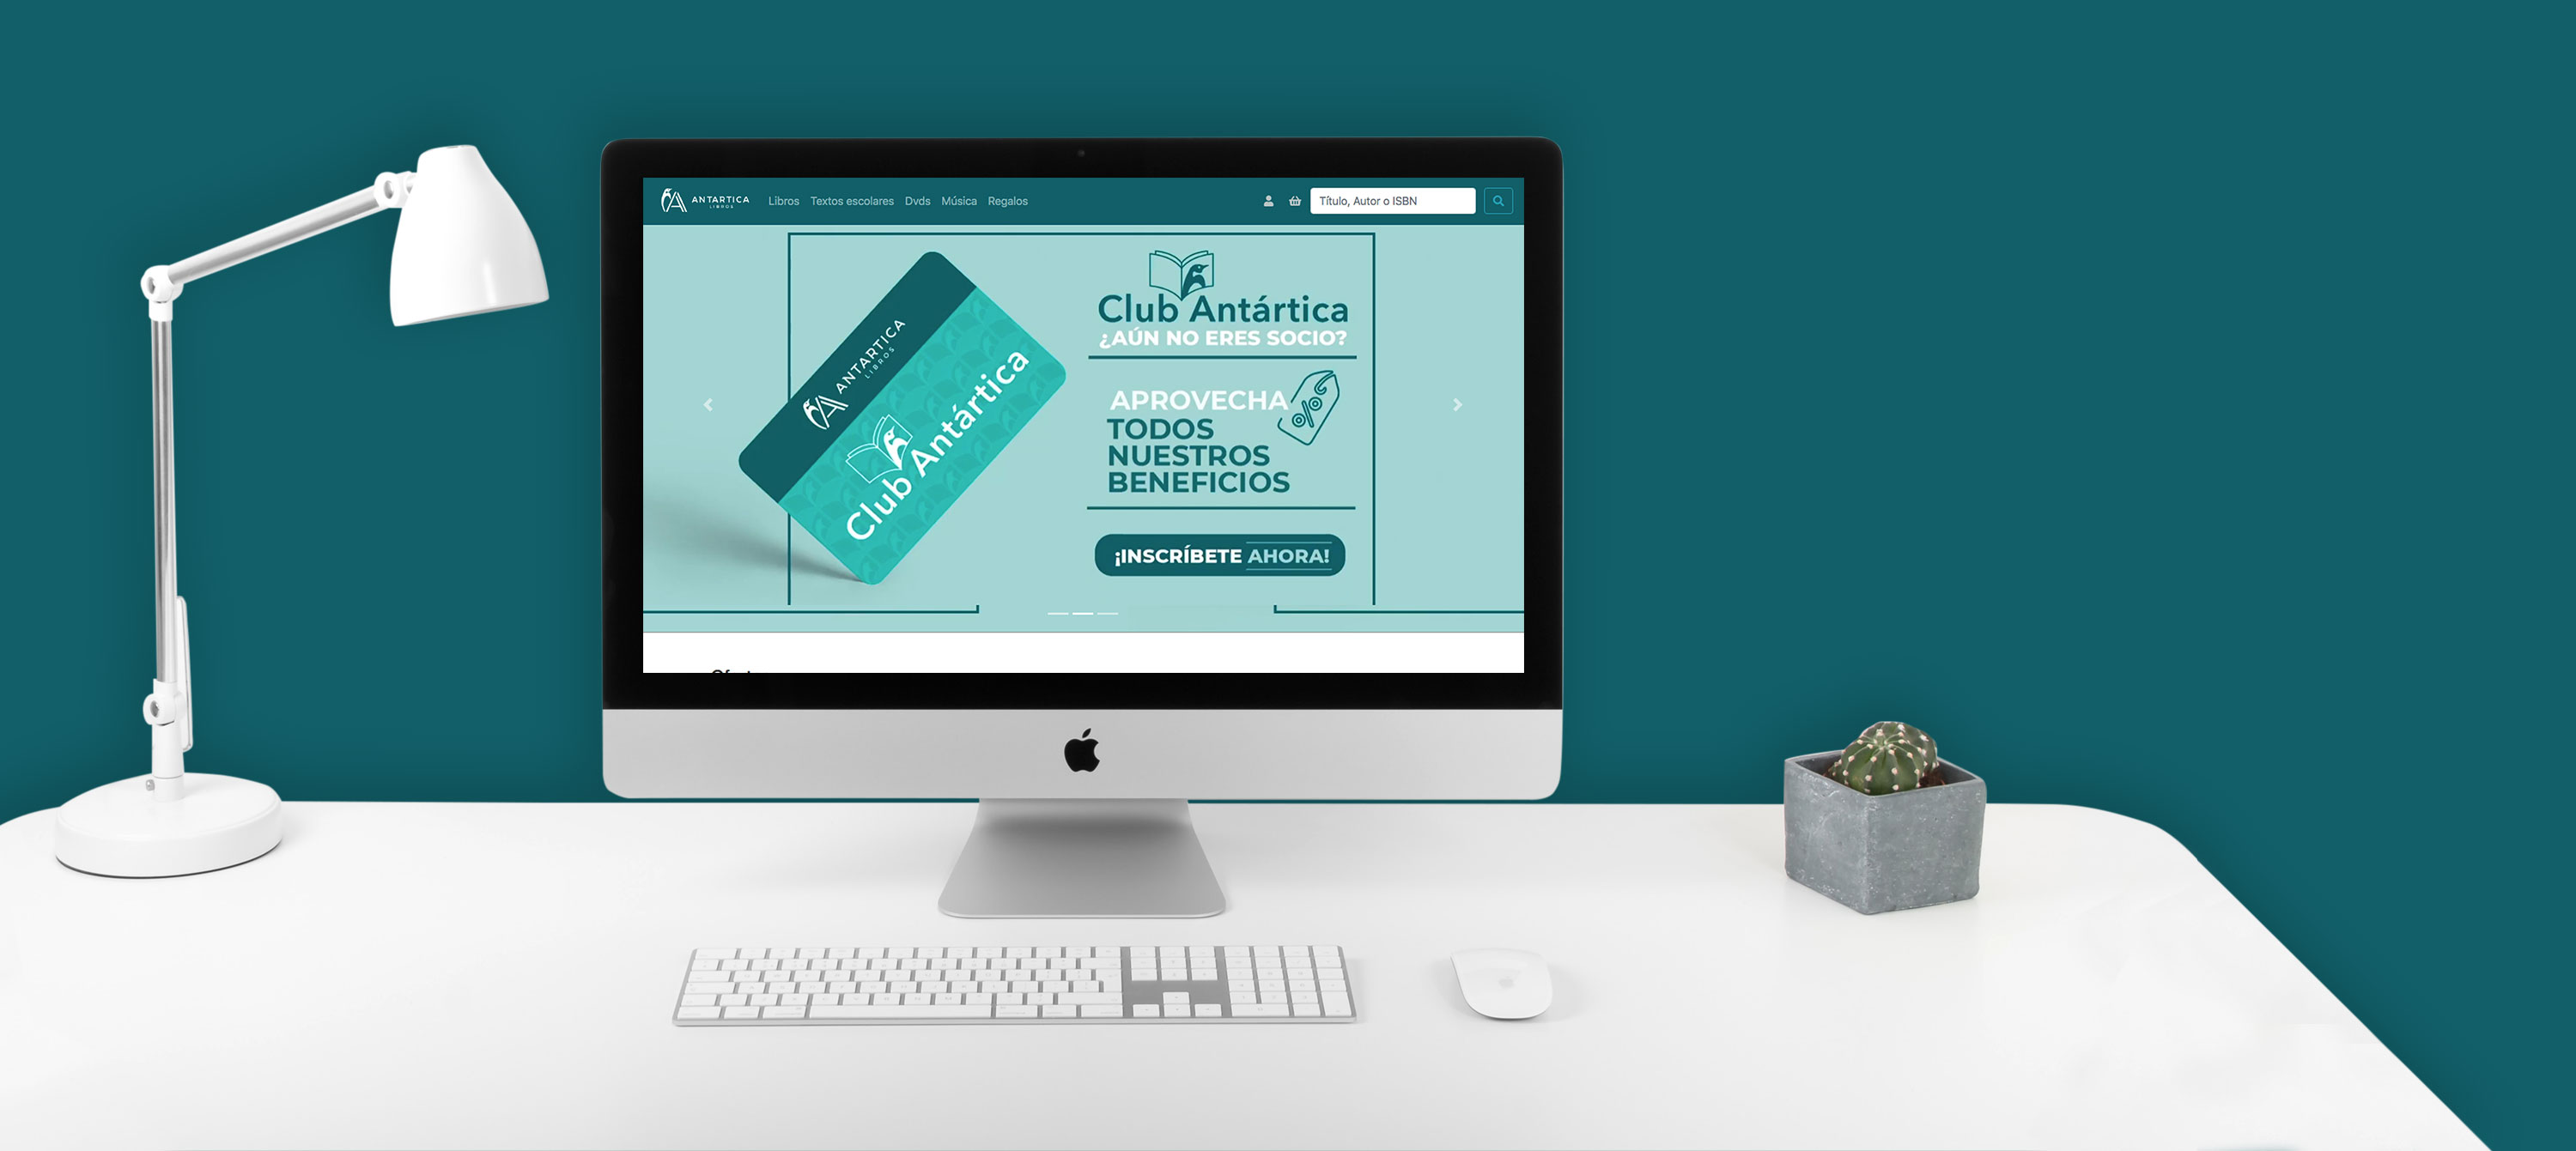 ANTARTICA
LIBROS
Libros Textos escolares Dvds Música Regalos
Título, Autor o ISBN
ANTARTICA
LIBROS
Club Antártica
Club Antártica
¿AÚN NO ERES SOCIO?
APROVECHA
%
TODOS
NUESTROS
BENEFICIOS
¡INSCRÍBETE AHORA!